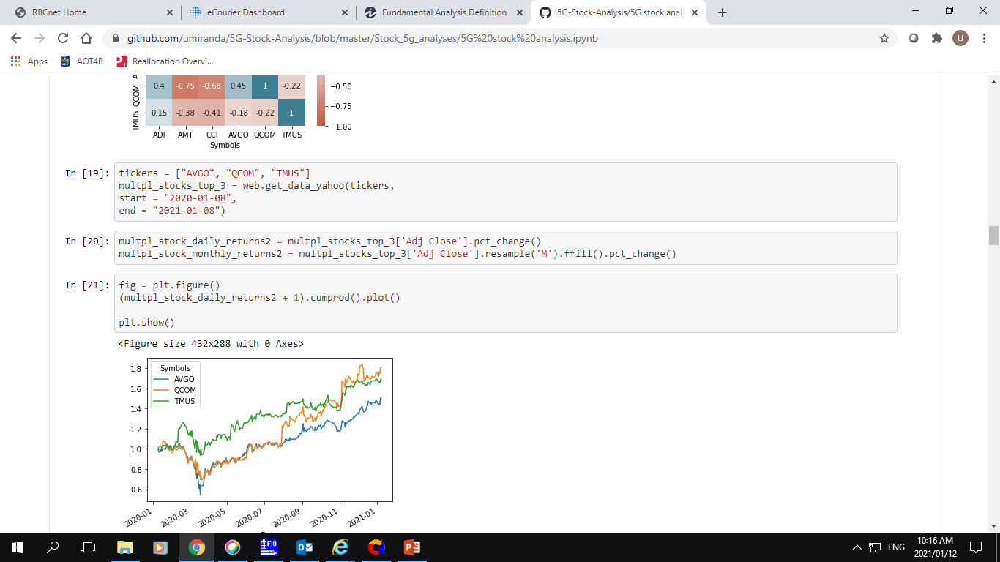 RBCnet Home
eCourier Dashboard
Fundamental Analysis Definition
5G-Stock-Analysis/5G stock anal
github.com/umiranda/5G-Stock-Analysis/blob/master/Stock_5g_analyses/5G%20stock%20analysis.ipynb
U
Apps
AOT4B
Reallocation Overvi...
QCOM 0.4 -0.75 -0.68 0.45 1 -0.22
TMUS 0.15 -0.38 -0.41 -0.18 -0.22 1
ADI AMT CCI AVGO QCOM TMUS
Symbols
−0.50
−0.75
−1.00
In [19]:
tickers = ["AVGO", "QCOM", "TMUS"]
multpl_stocks_top_3 = web.get_data_yahoo(tickers,
start = "2020-01-08",
end = "2021-01-08")
In [20]:
multpl_stock_daily_returns2 = multpl_stocks_top_3['Adj Close'].pct_change()
multpl_stock_monthly_returns2 = multpl_stocks_top_3['Adj Close'].resample('M').ffill().pct_change()
In [21]:
fig = plt.figure()
(multpl_stock_daily_returns2 + 1).cumprod().plot()
plt.show()
<Figure size 432x288 with 0 Axes>
Symbols
AVGO
QCOM
TMUS
1.8
1.6
1.4
1.2
1.0
0.8
0.6
2020-01
2020-03
2020-05
2020-07
2020-09
2020-11
2021-01
F10
ENG
10:16 AM
2021/01/12